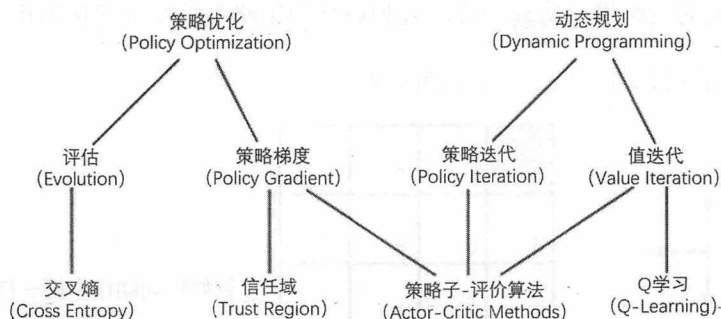 策略优化
(Policy Optimization)
动态规划
(Dynamic Programming)
评估
(Evolution)
策略梯度
(Policy Gradient)
策略迭代
(Policy Iteration)
值迭代
(Value Iteration)
交叉熵
(Cross Entropy)
信任域
(Trust Region)
策略子-评价算法
(Actor-Critic Methods)
Q学习
(Q-Learning)